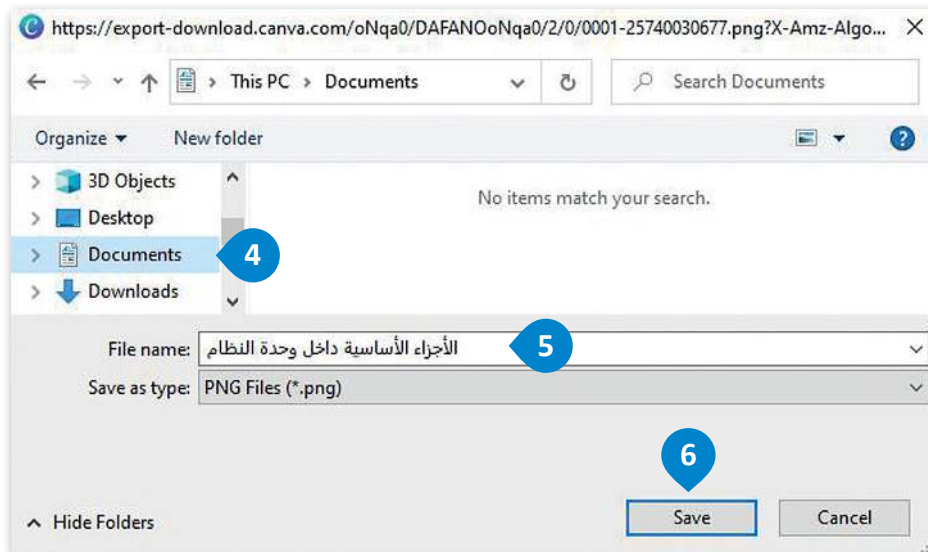 https://export-download.canva.com/oNqa0/DAFANOoNqa0/2/0/0001-25740030677.png?X-Amz-Algo...
This PC > Documents
Search Documents
Organize
New folder
3D Objects
Desktop
Documents
4
Downloads
No items match your search.
File name: الأجزاء الأساسية داخل وحدة النظام
5
Save as type: PNG Files (*.png)
6
Hide Folders
Save
Cancel